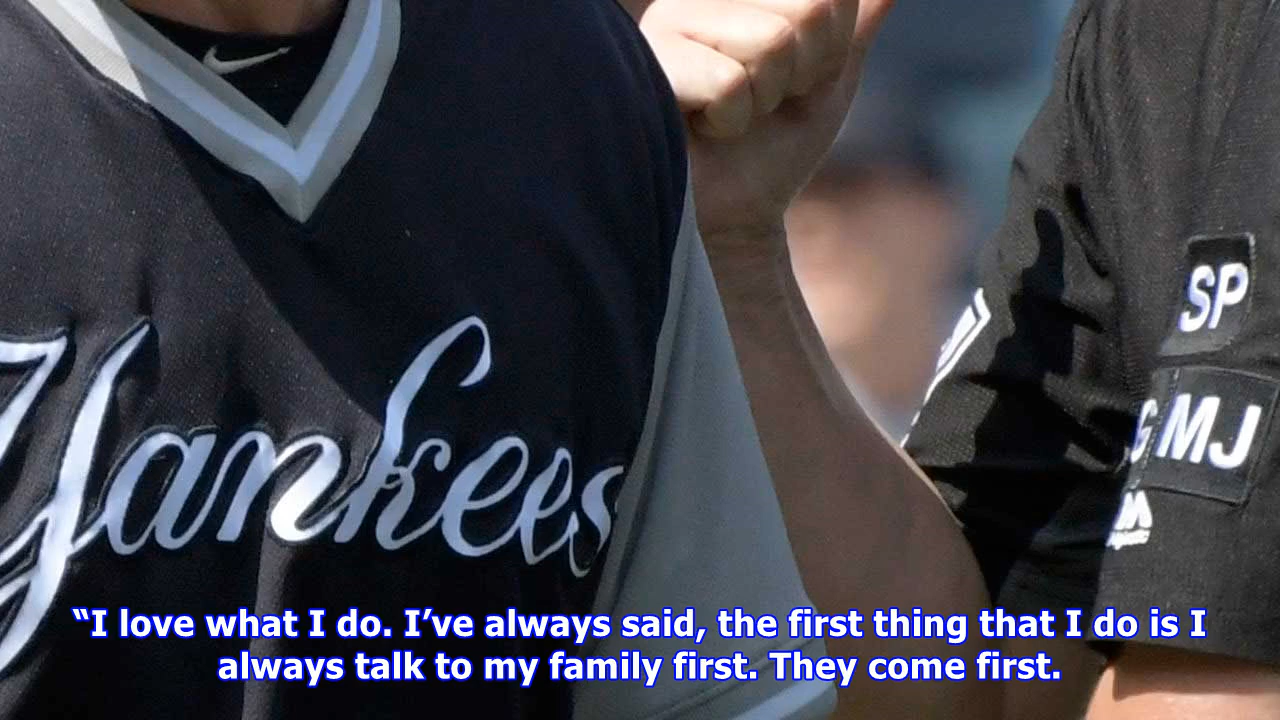 Yankees
SP
G MJ
“I love what I do. I’ve always said, the first thing that I do is I
always talk to my family first. They come first.